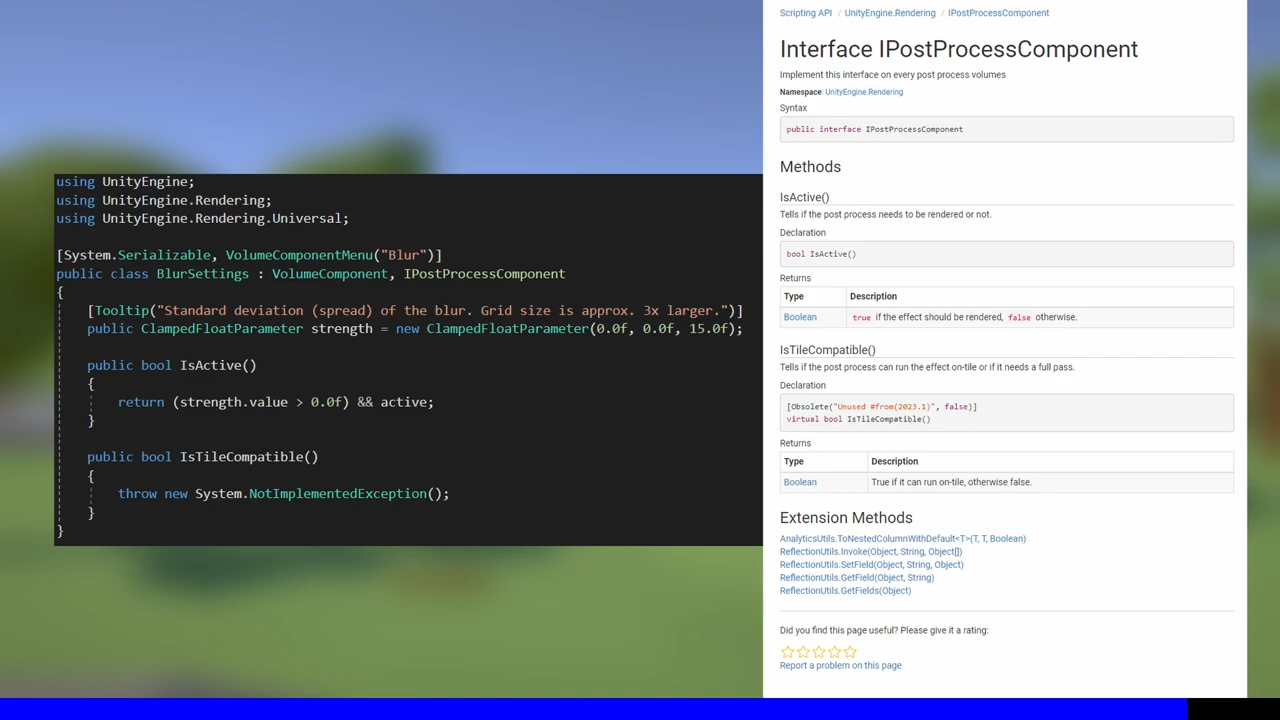 using UnityEngine;
using UnityEngine.Rendering;
using UnityEngine.Rendering.Universal;
[System.Serializable, VolumeComponentMenu("Blur")]
public class BlurSettings : VolumeComponent, IPostProcessComponent
{
[Tooltip("Standard deviation (spread) of the blur. Grid size is approx. 3x larger.")]
public ClampedFloatParameter strength = new ClampedFloatParameter(0.0f, 0.0f, 15.0f);
public bool IsActive()
{
return (strength.value > 0.0f) && active;
}
public bool IsTileCompatible()
{
throw new System.NotImplementedException();
}
}
Scripting API / UnityEngine.Rendering / IPostProcessComponent
Interface IPostProcessComponent
Implement this interface on every post process volumes
Namespace: UnityEngine.Rendering
Syntax
public interface IPostProcessComponent
Methods
IsActive()
Tells if the post process needs to be rendered or not.
Declaration
bool IsActive()
Returns
Type Description
Boolean true if the effect should be rendered, false otherwise.
IsTileCompatible()
Tells if the post process can run the effect on-tile or if it needs a full pass.
Declaration
[Obsolete("Unused #from(2023.1)", false)]
virtual bool IsTileCompatible()
Returns
Type Description
Boolean True if it can run on-tile, otherwise false.
Extension Methods
AnalyticsUtils.ToNestedColumnWithDefault<T>(T, T, Boolean)
ReflectionUtils.Invoke(Object, String, Object[])
ReflectionUtils.SetField(Object, String, Object)
ReflectionUtils.GetField(Object, String)
ReflectionUtils.GetFields(Object)
Did you find this page useful? Please give it a rating:
Report a problem on this page